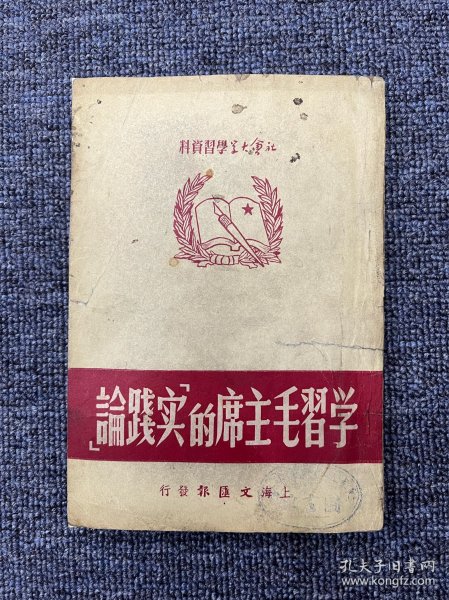 社會大学學習資料
学習毛主席的「实踐論」
上海文匯報發行
孔夫子旧书网
www.kongfz.com